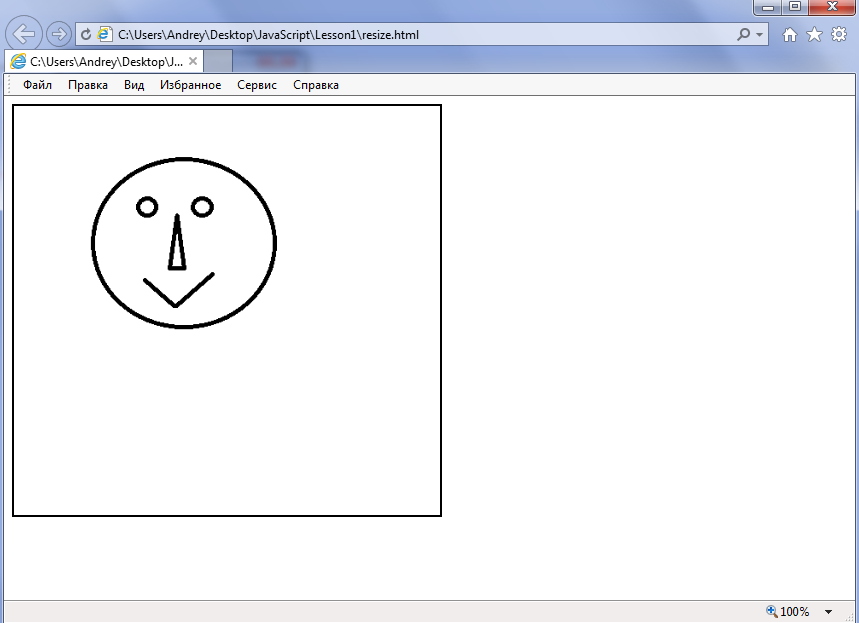 C:\Users\Andrey\Desktop\JavaScript\Lesson1\resize.html
C:\Users\Andrey\Desktop\J...
Файл Правка Вид Избранное Сервис Справка
100%